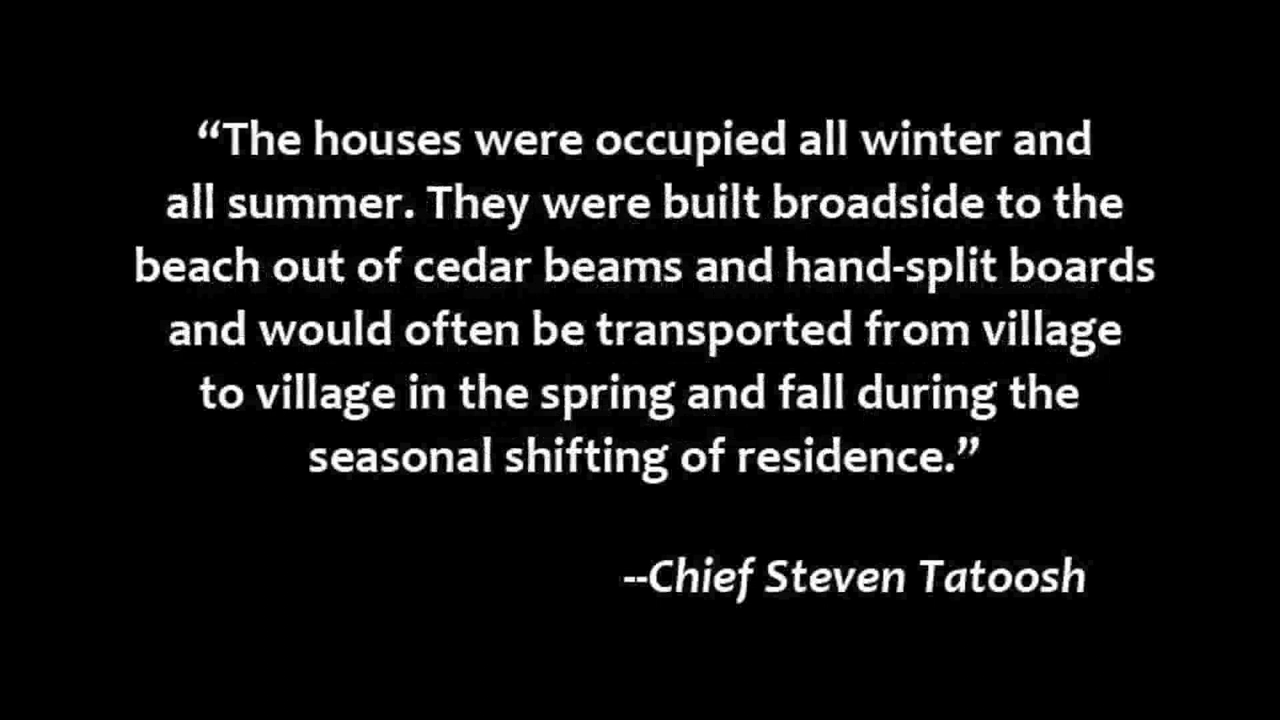 “The houses were occupied all winter and
all summer. They were built broadside to the
beach out of cedar beams and hand-split boards
and would often be transported from village
to village in the spring and fall during the
seasonal shifting of residence.”
--Chief Steven Tatoosh